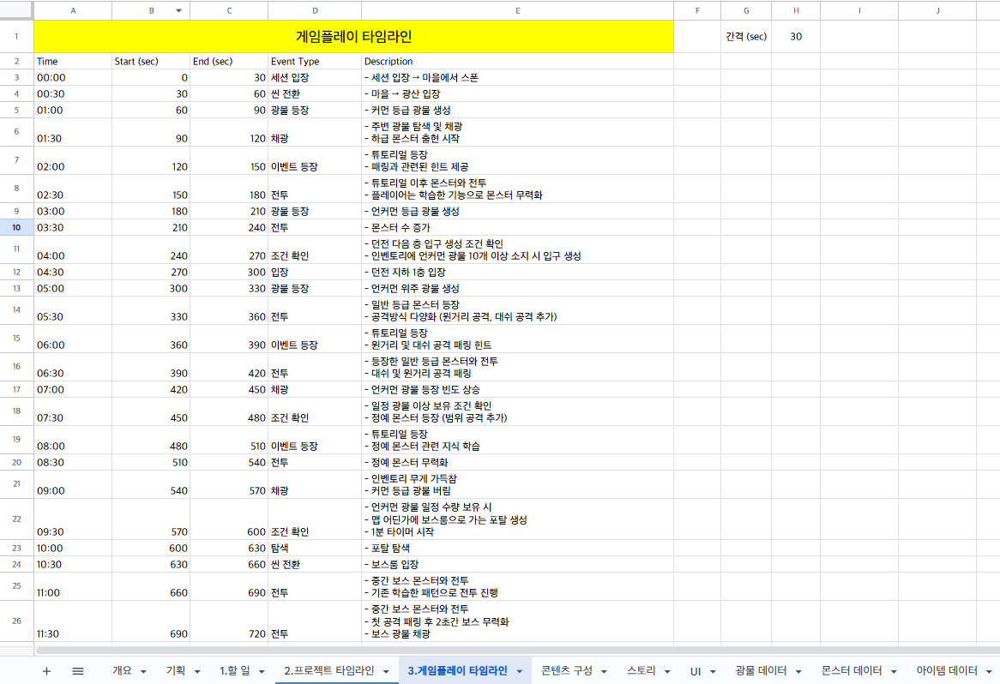 A B C D E F G H I J
1 게임플레이 타임라인 간격 (sec) 30
2 Time Start (sec) End (sec) Event Type Description
3 00:00 0 30 세션 입장 - 세션 입장 → 마을에서 스폰
4 00:30 30 60 씬 전환 - 마을 → 광산 입장
5 01:00 60 90 광물 등장 - 커먼 등급 광물 생성
- 주변 광물 탐색 및 채광
6 01:30 90 120 채광 - 하급 몬스터 출현 시작
- 튜토리얼 등장
7 02:00 120 150 이벤트 등장 - 패링과 관련된 힌트 제공
- 튜토리얼 이후 몬스터와 전투
8 02:30 150 180 전투 - 플레이어는 학습한 기능으로 몬스터 무력화
9 03:00 180 210 광물 등장 - 언커먼 등급 광물 생성
10 03:30 210 240 전투 - 몬스터 수 증가
- 던전 다음 층 입구 생성 조건 확인
11 04:00 240 270 조건 확인 - 인벤토리에 언커먼 광물 10개 이상 소지 시 입구 생성
12 04:30 270 300 입장 - 던전 지하 1층 입장
13 05:00 300 330 광물 등장 - 언커먼 위주 광물 생성
- 일반 등급 몬스터 등장
14 05:30 330 360 전투 - 공격방식 다양화 (원거리 공격, 대쉬 공격 추가)
- 튜토리얼 등장
15 06:00 360 390 이벤트 등장 - 원거리 및 대쉬 공격 패링 힌트
- 등장한 일반 등급 몬스터와 전투
16 06:30 390 420 전투 - 대쉬 및 원거리 공격 패링
17 07:00 420 450 채광 - 언커먼 광물 등장 빈도 상승
- 일정 광물 이상 보유 조건 확인
18 07:30 450 480 조건 확인 - 정예 몬스터 등장 (범위 공격 추가)
- 튜토리얼 등장
19 08:00 480 510 이벤트 등장 - 정예 몬스터 관련 지식 학습
20 08:30 510 540 전투 - 정예 몬스터 무력화
- 인벤토리 무게 가득참
21 09:00 540 570 채광 - 커먼 등급 광물 버림
- 언커먼 광물 일정 수량 보유 시
22 - 맵 어딘가에 보스룸으로 가는 포탈 생성
09:30 570 600 조건 확인 - 1분 타이머 시작
23 10:00 600 630 탐색 - 포탈 탐색
24 10:30 630 660 씬 전환 - 보스룸 입장
- 중간 보스 몬스터와 전투
25 11:00 660 690 전투 - 기존 학습한 패턴으로 전투 진행
- 중간 보스 몬스터와 전투
26 - 첫 공격 패링 후 2초간 보스 무력화
11:30 690 720 전투 - 보스 광물 채광
개요 기획 1.할 일 2.프로젝트 타임라인 3.게임플레이 타임라인 콘텐츠 구성 스토리 UI 광물 데이터 몬스터 데이터 아이템 데이터